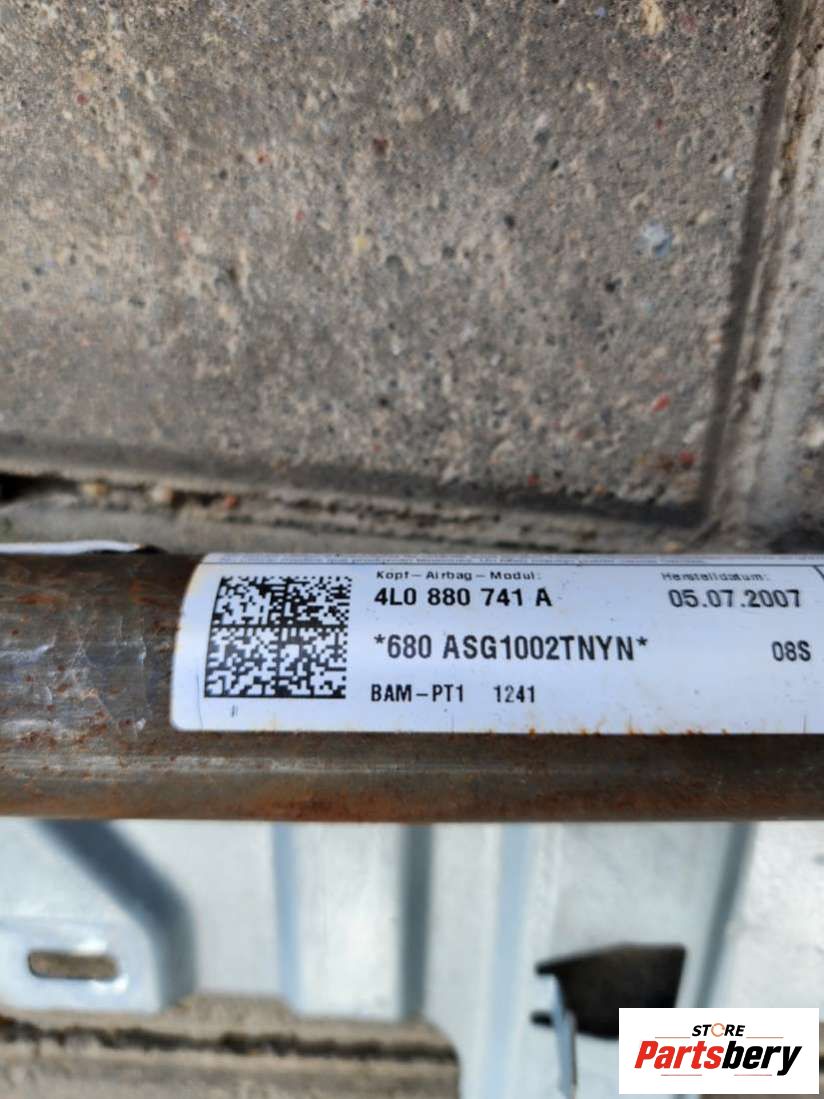 Kopf-Airbag-Modul:
Herstelldatum:
4L0 880 741 A
05.07.2007
*680 ASG1002TNYN*
08S
BAM-PT1 1241
STORE
Partsbery